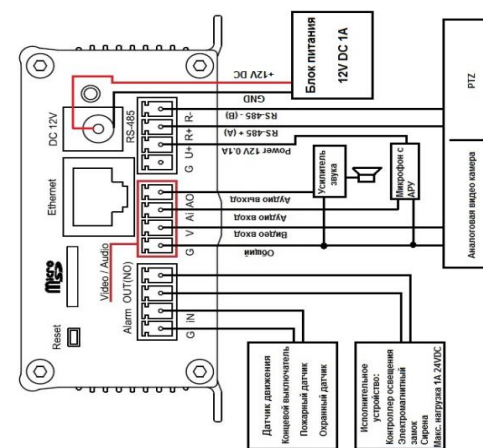 DC 12V
+12V DC
GND
Блок питания
12V DC 1A
RS-485
R-
R+
U+
G
RS-485 - (B)
RS-485 + (A)
Power 12V 0.1A
PTZ
Аналоговая видео камера
Ethernet
AO
Ai
V
G
Аудио выход
Аудио вход
Видео вход
Общий
Усилитель
звука
Микрофон с
АРУ
micro
SD
Video / Audio
Reset
Alarm
OUT(NO)
iN
G
Датчик движения
Концевой выключатель
Пожарный датчик
Охранный датчик
Исполнительное
устройство:
Контроллер освещения
Электромагнитный
замок
Сирена
Макс. нагрузка 1A 24VDC